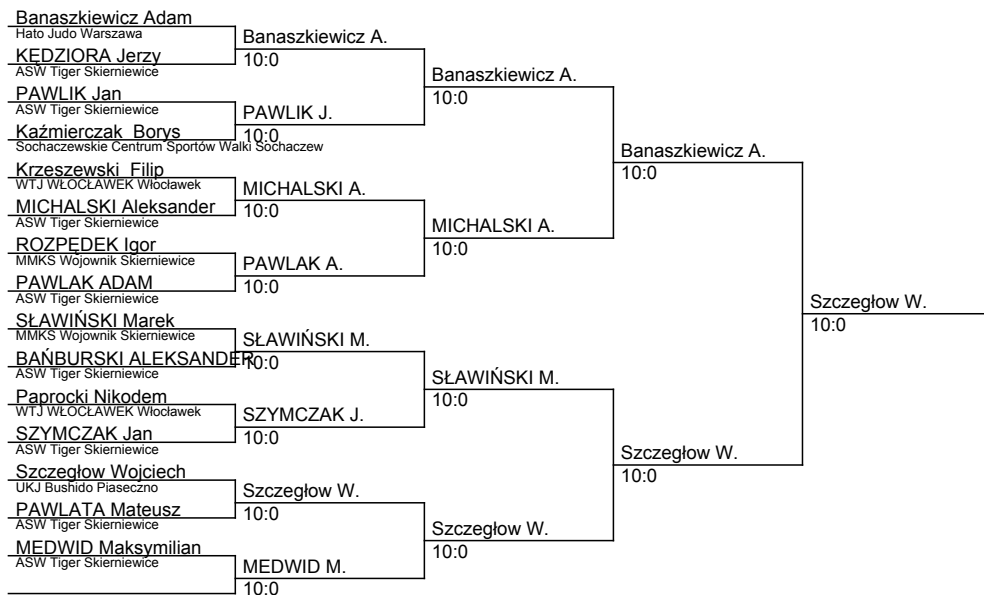 Banaszkiewicz Adam
Hato Judo Warszawa
KĘDZIORA Jerzy
ASW Tiger Skierniewice
PAWLIK Jan
ASW Tiger Skierniewice
Kaźmierczak  Borys
Sochaczewskie Centrum Sportów Walki Sochaczew
Krzeszewski  Filip
WTJ WŁOCŁAWEK Włocławek
MICHALSKI Aleksander
ASW Tiger Skierniewice
ROZPĘDEK Igor
MMKS Wojownik Skierniewice
PAWLAK ADAM
ASW Tiger Skierniewice
SŁAWIŃSKI Marek
MMKS Wojownik Skierniewice
BAŃBURSKI ALEKSANDER
ASW Tiger Skierniewice
Paprocki Nikodem
WTJ WŁOCŁAWEK Włocławek
SZYMCZAK Jan
ASW Tiger Skierniewice
Szczegłow Wojciech
UKJ Bushido Piaseczno
PAWLATA Mateusz
ASW Tiger Skierniewice
MEDWID Maksymilian
ASW Tiger Skierniewice
Banaszkiewicz A.
10:0
PAWLIK J.
10:0
MICHALSKI A.
10:0
PAWLAK A.
10:0
SŁAWIŃSKI M.
10:0
SZYMCZAK J.
10:0
Szczegłow W.
10:0
MEDWID M.
10:0
Banaszkiewicz A.
10:0
MICHALSKI A.
10:0
SŁAWIŃSKI M.
10:0
Szczegłow W.
10:0
Banaszkiewicz A.
10:0
Szczegłow W.
10:0
Szczegłow W.
10:0